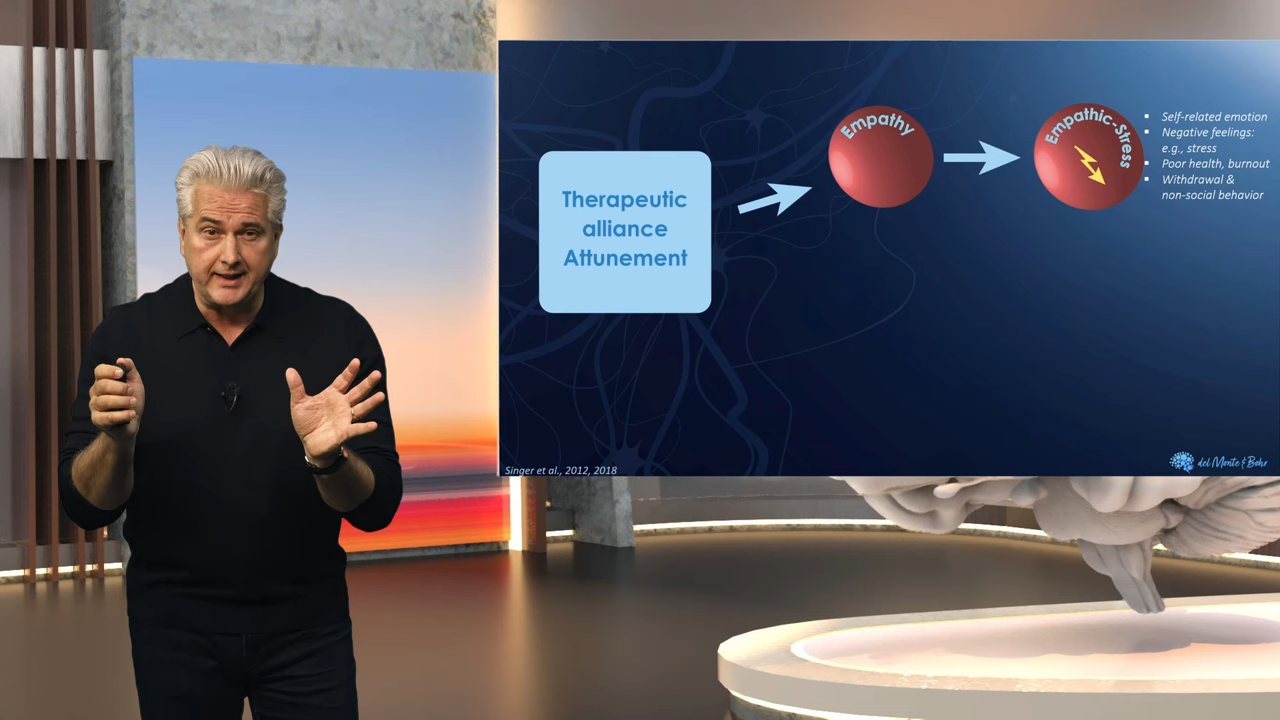 Therapeutic
alliance
Attunement
Empathy
Empathic-Stress
Self-related emotion
Negative feelings:
e.g., stress
Poor health, burnout
Withdrawal &
non-social behavior
Singer et al., 2012, 2018
del Monte & Bohr